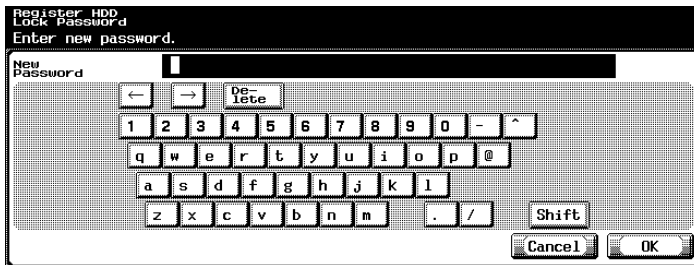 Register HDD
Lock Password
Enter new password.
New
Password
← → De-
lete
1 2 3 4 5 6 7 8 9 0 - ^
q w e r t y u i o p @
a s d f g h j k l
z x c v b n m . / Shift
Cancel OK